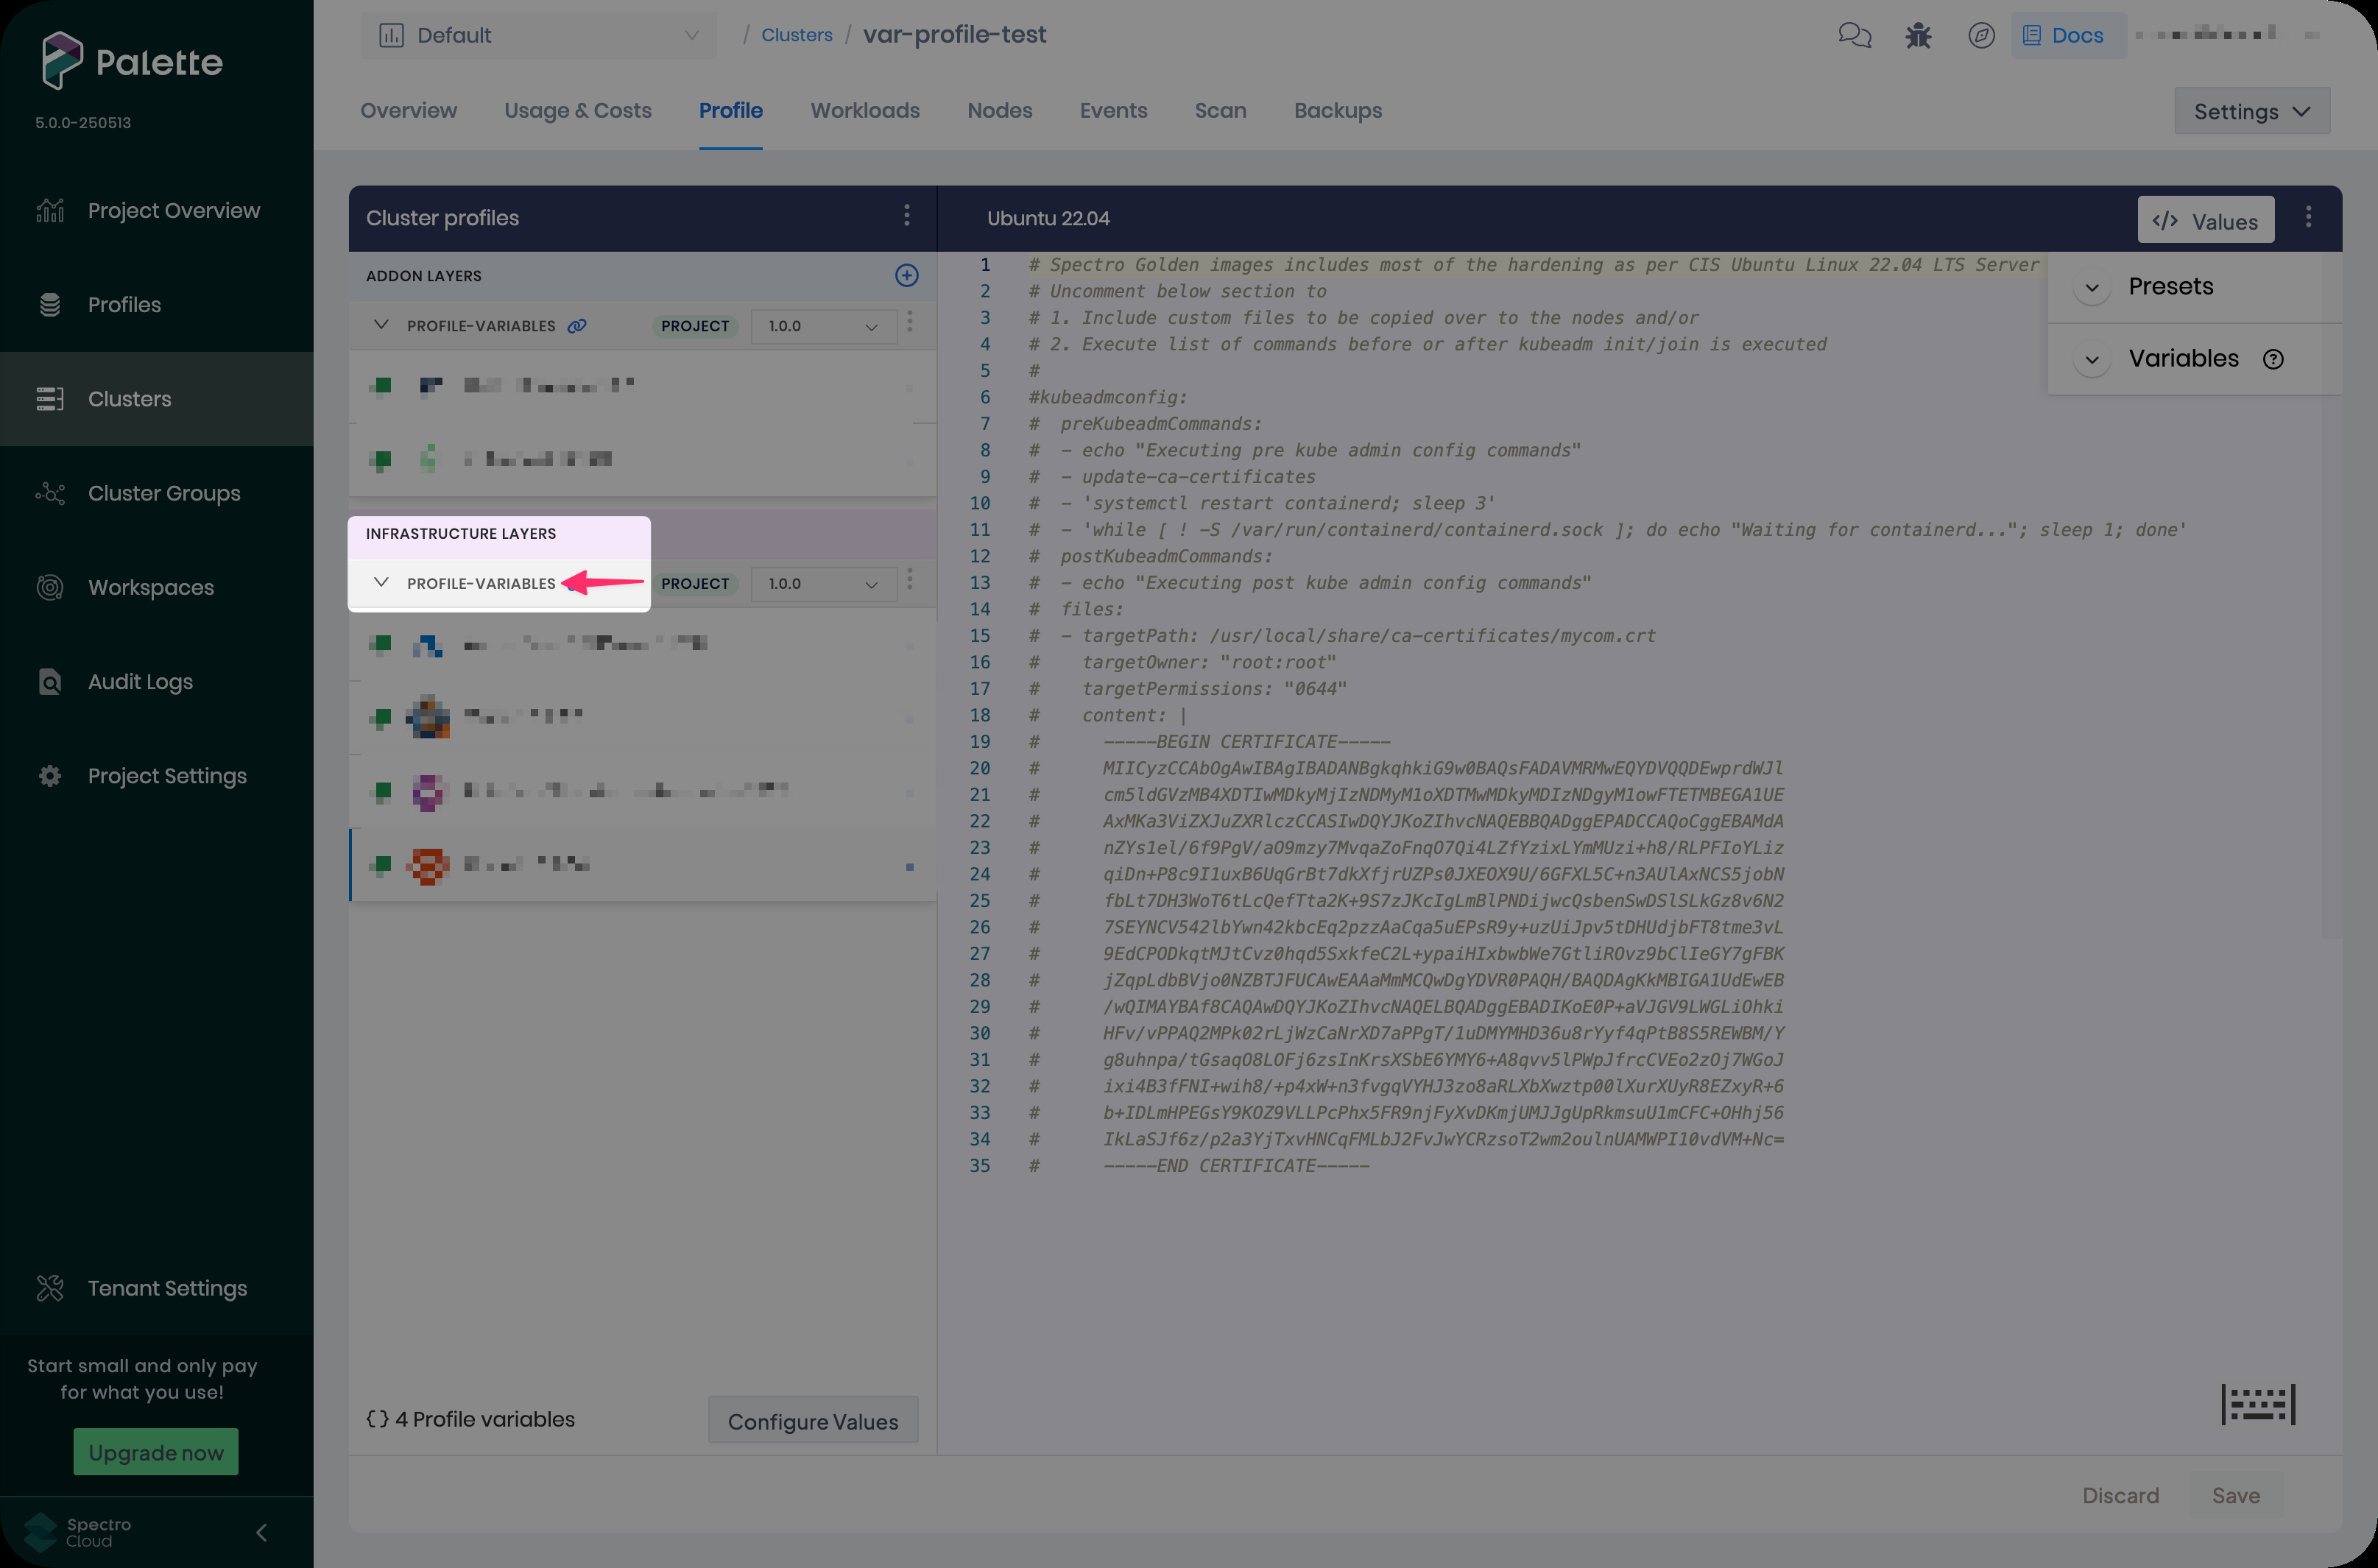 Palette
5.0.0-250513
Project Overview
Profiles
Clusters
Cluster Groups
Workspaces
Audit Logs
Project Settings
Tenant Settings
Start small and only pay
for what you use!
Upgrade now
Spectro
Cloud
Default
/ Clusters / var-profile-test
Docs
Overview
Usage & Costs
Profile
Workloads
Nodes
Events
Scan
Backups
Settings
Cluster profiles
ADDON LAYERS
PROFILE-VARIABLES PROJECT 1.0.0
INFRASTRUCTURE LAYERS
PROFILE-VARIABLES PROJECT 1.0.0
{} 4 Profile variables
Configure Values
Ubuntu 22.04
</> Values
Presets
Variables
1 # Spectro Golden images includes most of the hardening as per CIS Ubuntu Linux 22.04 LTS Server
2 # Uncomment below section to
3 # 1. Include custom files to be copied over to the nodes and/or
4 # 2. Execute list of commands before or after kubeadm init/join is executed
5 #
6 #kubeadmconfig:
7 #  preKubeadmCommands:
8 #  - echo "Executing pre kube admin config commands"
9 #  - update-ca-certificates
10 #  - 'systemctl restart containerd; sleep 3'
11 #  - 'while [ ! -S /var/run/containerd/containerd.sock ]; do echo "Waiting for containerd..."; sleep 1; done'
12 #  postKubeadmCommands:
13 #  - echo "Executing post kube admin config commands"
14 #  files:
15 #  - targetPath: /usr/local/share/ca-certificates/mycom.crt
16 #    targetOwner: "root:root"
17 #    targetPermissions: "0644"
18 #    content: |
19 #      -----BEGIN CERTIFICATE-----
20 #      MIICyzCCAbOgAwIBAgIBADANBgkqhkiG9w0BAQsFADAVMRMwEQYDVQQDEwprdWJl
21 #      cm5ldGVzMB4XDTIwMDkyMjIzNDMyM1oXDTMwMDkyMDIzNDgyM1owFTETMBEGA1UE
22 #      AxMKa3ViZXJuZXRlczCCASIwDQYJKoZIhvcNAQEBBQADggEPADCCAQoCggEBAMdA
23 #      nZYs1el/6f9PgV/aO9mzy7MvqaZoFnqO7Qi4LZfYzixLYmMUzi+h8/RLPFIoYLiz
24 #      qiDn+P8c9I1uxB6UqGrBt7dkXfjrUZPs0JXEOX9U/6GFXL5C+n3AUlAxNCS5jobN
25 #      fbLt7DH3WoT6tLcQefTta2K+9S7zJKcIgLmBlPNDijwcQsbenSwDSlSLkGz8v6N2
26 #      7SEYNCV542lbYwn42kbcEq2pzzAaCqa5uEPsR9y+uzUiJpv5tDHUdjbFT8tme3vL
27 #      9EdCPODkqtMJtCvz0hqd5SxkfeC2L+ypaiHIxbwbWe7GtliROvz9bClIeGY7gFBK
28 #      jZqpLdbBVjo0NZBTJFUCAwEAAaMmMCQwDgYDVR0PAQH/BAQDAgKkMBIGA1UdEwEB
29 #      /wQIMAYBAf8CAQAwDQYJKoZIhvcNAQELBQADggEBADIKoE0P+aVJGV9LWGLiOhki
30 #      HFv/vPPAQ2MPk02rLjWzCaNrXD7aPPgT/1uDMYMHD36u8rYyf4qPtB8S5REWBM/Y
31 #      g8uhnpa/tGsaqO8LOFj6zsInKrsXSbE6YMY6+A8qvv5lPWpJfrcCVEo2zOj7WGoJ
32 #      ixi4B3fFNI+wih8/+p4xW+n3fvgqVYHJ3zo8aRLXbXwztp00lXurXUyR8EZxyR+6
33 #      b+IDLmHPEGsY9KOZ9VLLPcPhx5FR9njFyXvDKmjUMJJgUpRkmsuU1mCFC+OHhj56
34 #      IkLaSJf6z/p2a3YjTxvHNCqFMLbJ2FvJwYCRzsoT2wm2oulnUAMWPI10vdVM+Nc=
35 #      -----END CERTIFICATE-----
Discard
Save